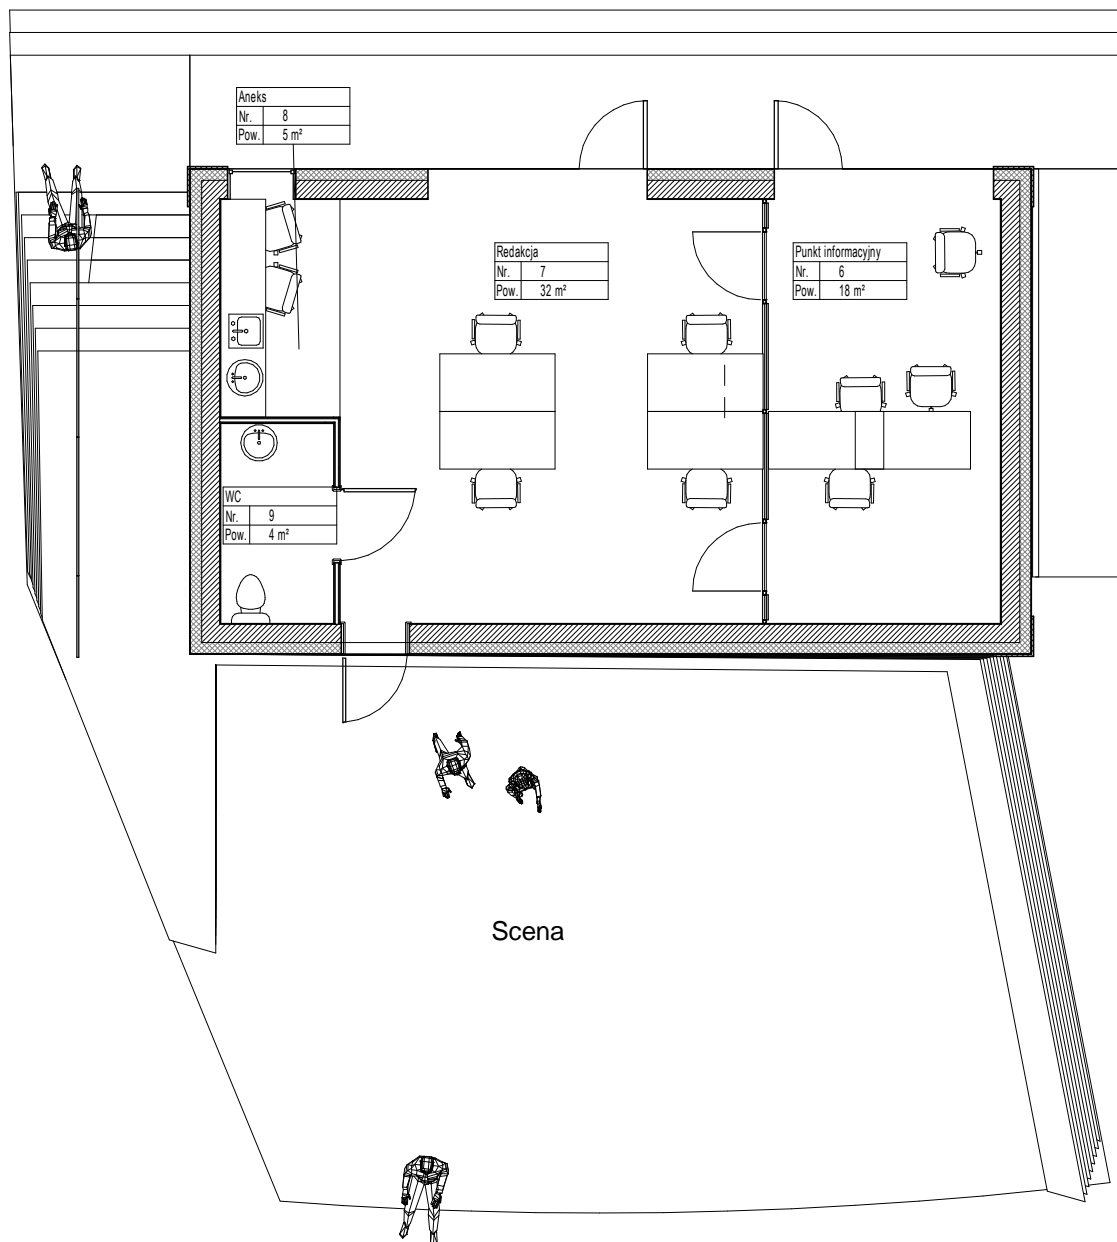 Aneks
Nr. 8
Pow. 5 m²
Redakcja
Nr. 7
Pow. 32 m²
Punkt informacyjny
Nr. 6
Pow. 18 m²
WC
Nr. 9
Pow. 4 m²
Scena